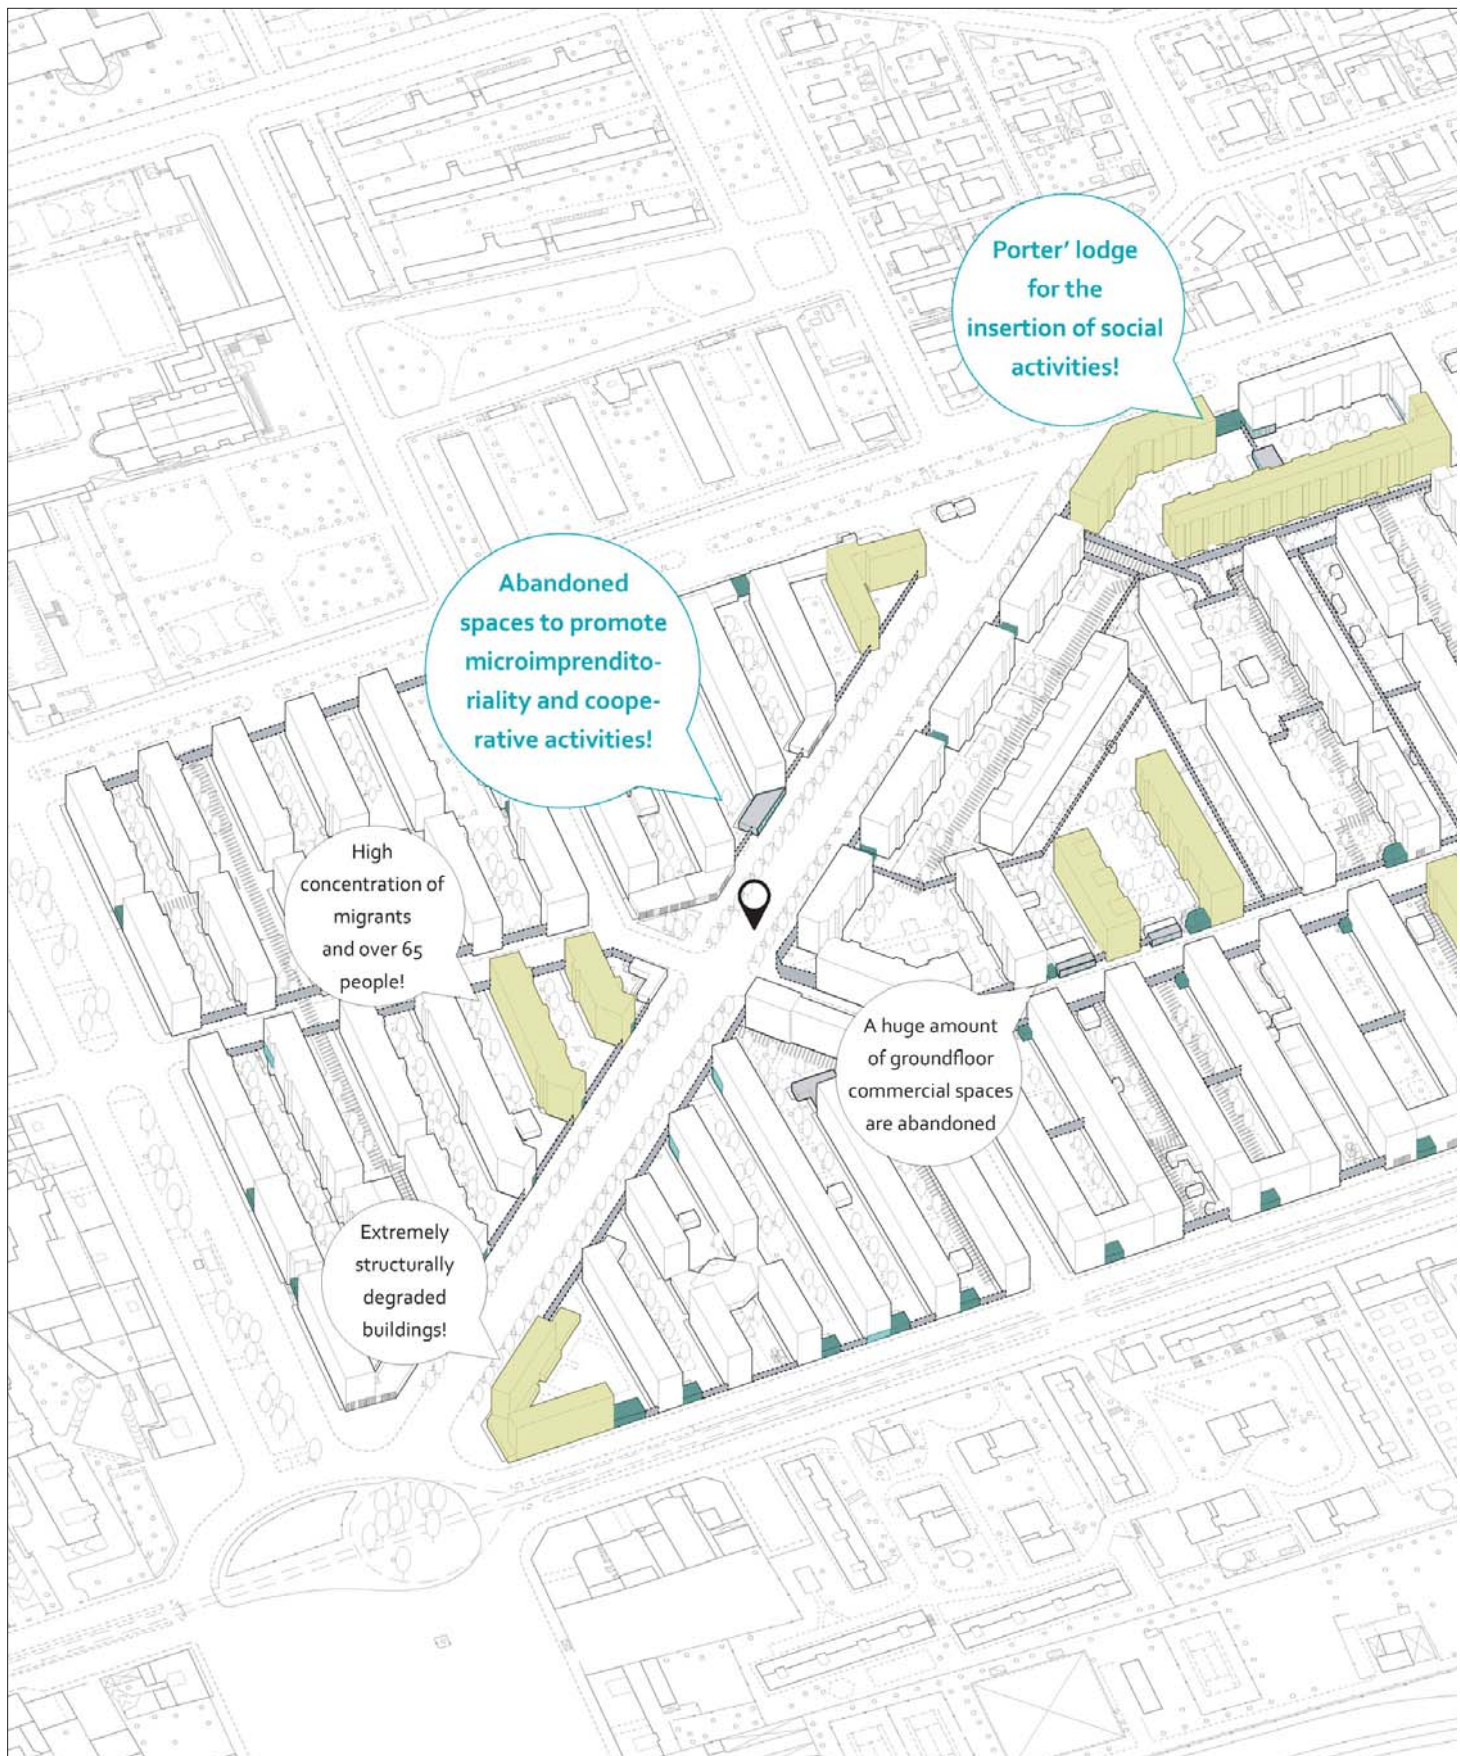 Porter’ lodge
for the
insertion of social
activities!
Abandoned
spaces to promote
microimprendito-
riality and coope-
rative activities!
High
concentration of
migrants
and over 65
people!
A huge amount
of groundfloor
commercial spaces
are abandoned
Extremely
structurally
degraded
buildings!